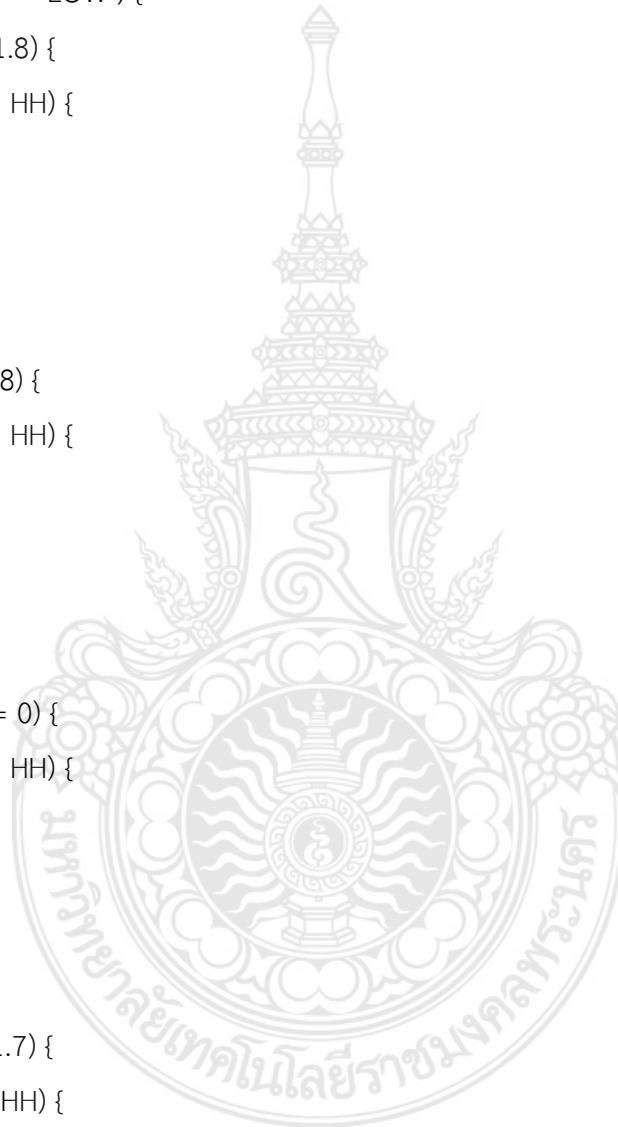 1.8) {
HH) {
8) {
HH) {
= 0) {
HH) {
มหาวิทยาลัยเทคโนโลยีราชมงคลพระนคร
1.7) {
HH) {